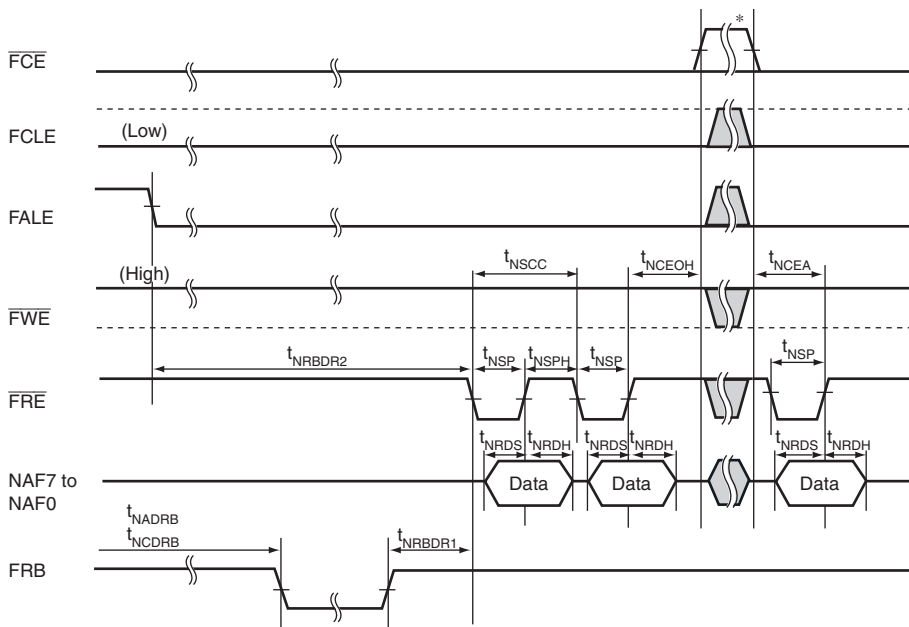 *
FCE
FCLE (Low)
FALE
tNSCC tNCEOH tNCEA
(High)
FWE
tNRBDR2 tNSP tNSPH tNSP tNSP
FRE
tNRDS tNRDH tNRDS tNRDH tNRDS tNRDH
NAF7 to
NAF0
Data Data Data
tNADRB
tNCDRB
tNRBDR1
FRB